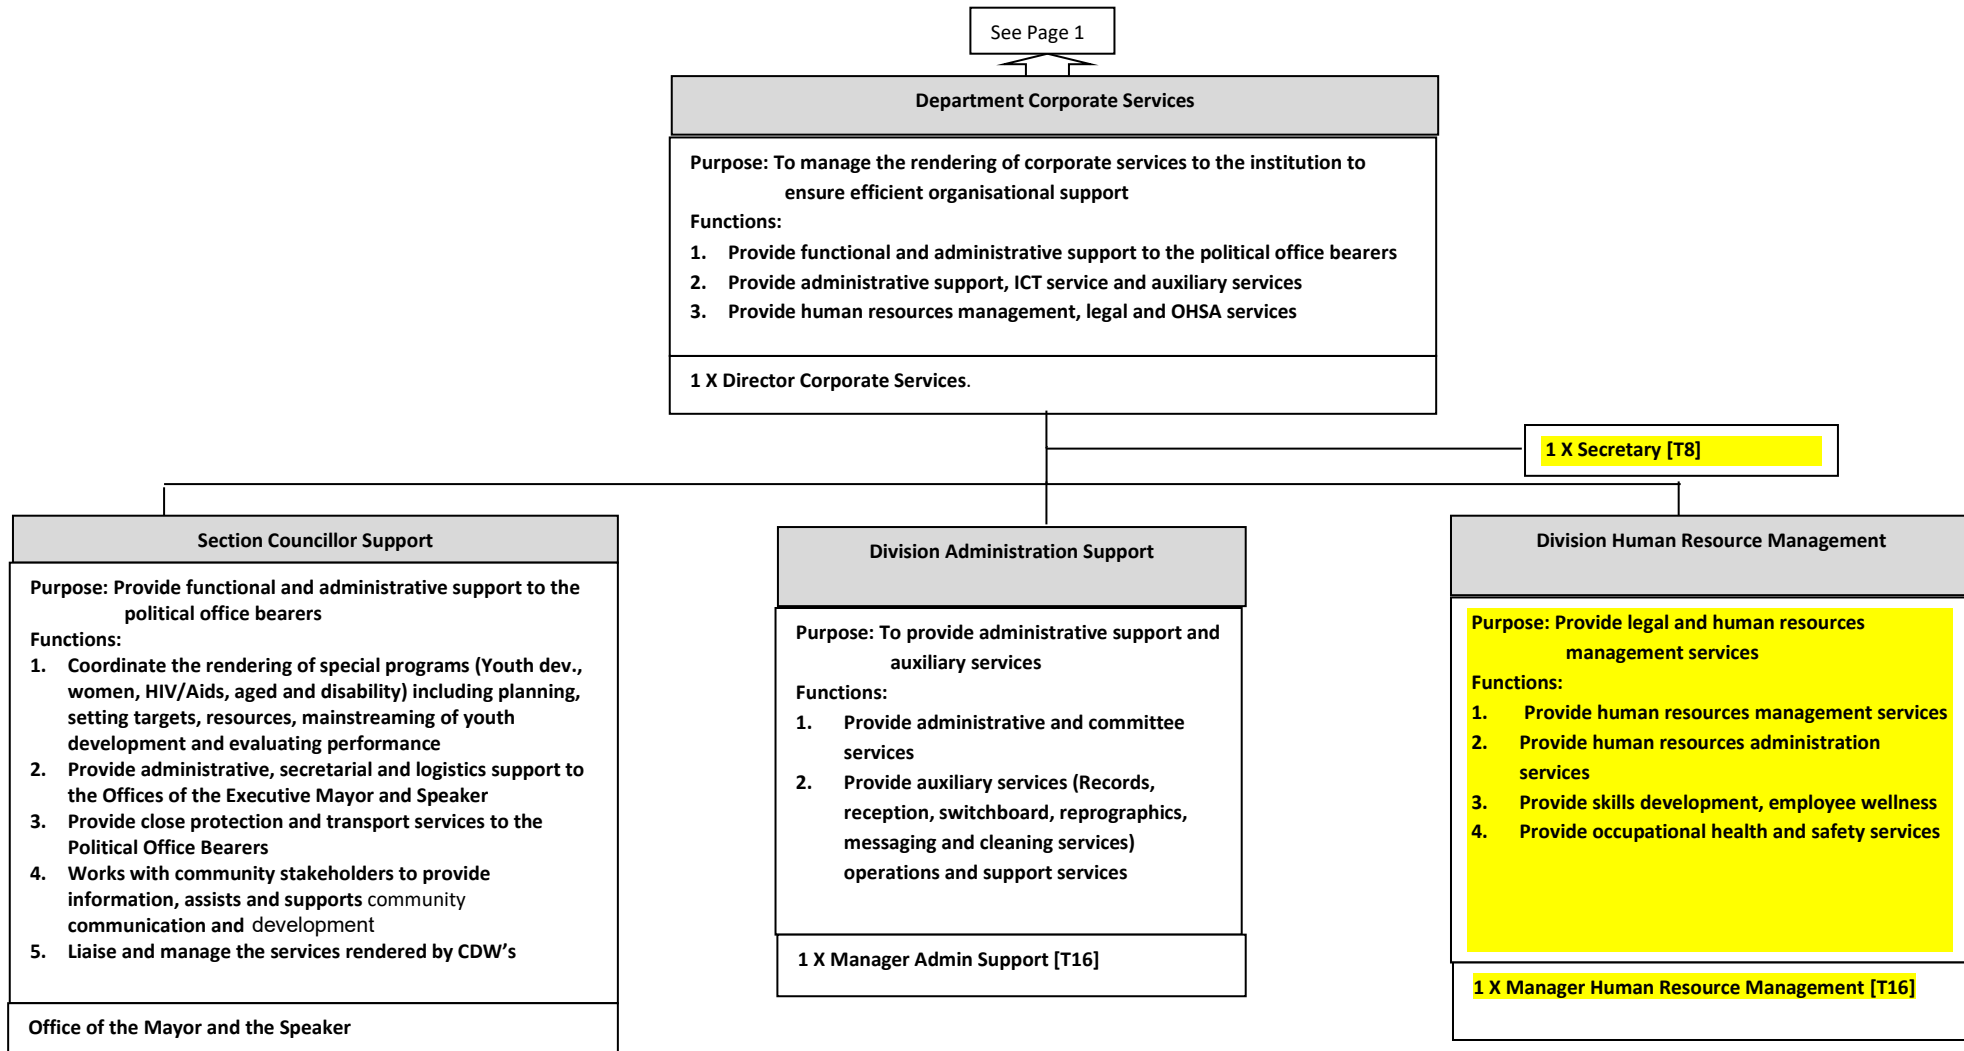 See Page 1
Department Corporate Services
Purpose: To manage the rendering of corporate services to the institution to
ensure efficient organisational support
Functions:
1. Provide functional and administrative support to the political office bearers
2. Provide administrative support, ICT service and auxiliary services
3. Provide human resources management, legal and OHSA services
1 X Director Corporate Services.
1 X Secretary [T8]
Section Councillor Support
Purpose: Provide functional and administrative support to the
political office bearers
Functions:
1. Coordinate the rendering of special programs (Youth dev.,
women, HIV/Aids, aged and disability) including planning,
setting targets, resources, mainstreaming of youth
development and evaluating performance
2. Provide administrative, secretarial and logistics support to
the Offices of the Executive Mayor and Speaker
3. Provide close protection and transport services to the
Political Office Bearers
4. Works with community stakeholders to provide
information, assists and supports community
communication and development
5. Liaise and manage the services rendered by CDW's
Office of the Mayor and the Speaker
Division Administration Support
Purpose: To provide administrative support and
auxiliary services
Functions:
1. Provide administrative and committee
services
2. Provide auxiliary services (Records,
reception, switchboard, reprographics,
messaging and cleaning services)
operations and support services
1 X Manager Admin Support [T16]
Division Human Resource Management
Purpose: Provide legal and human resources
management services
Functions:
1. Provide human resources management services
2. Provide human resources administration
services
3. Provide skills development, employee wellness
4. Provide occupational health and safety services
1 X Manager Human Resource Management [T16]